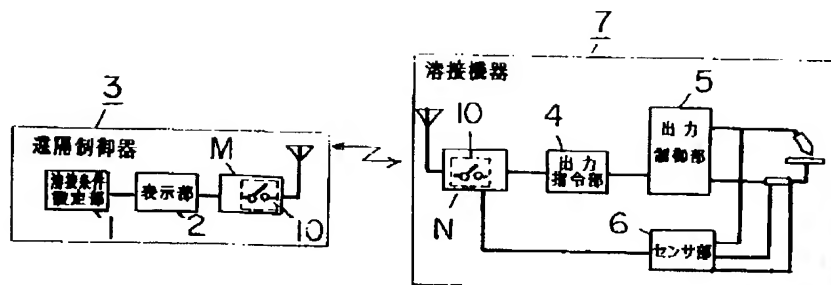 3
遠隔制御器
溶接条件
設定部
1
表示部
2
M
10
7
溶接機器
10
N
4
出力
指令部
5
出力
制御部
6
センサ部